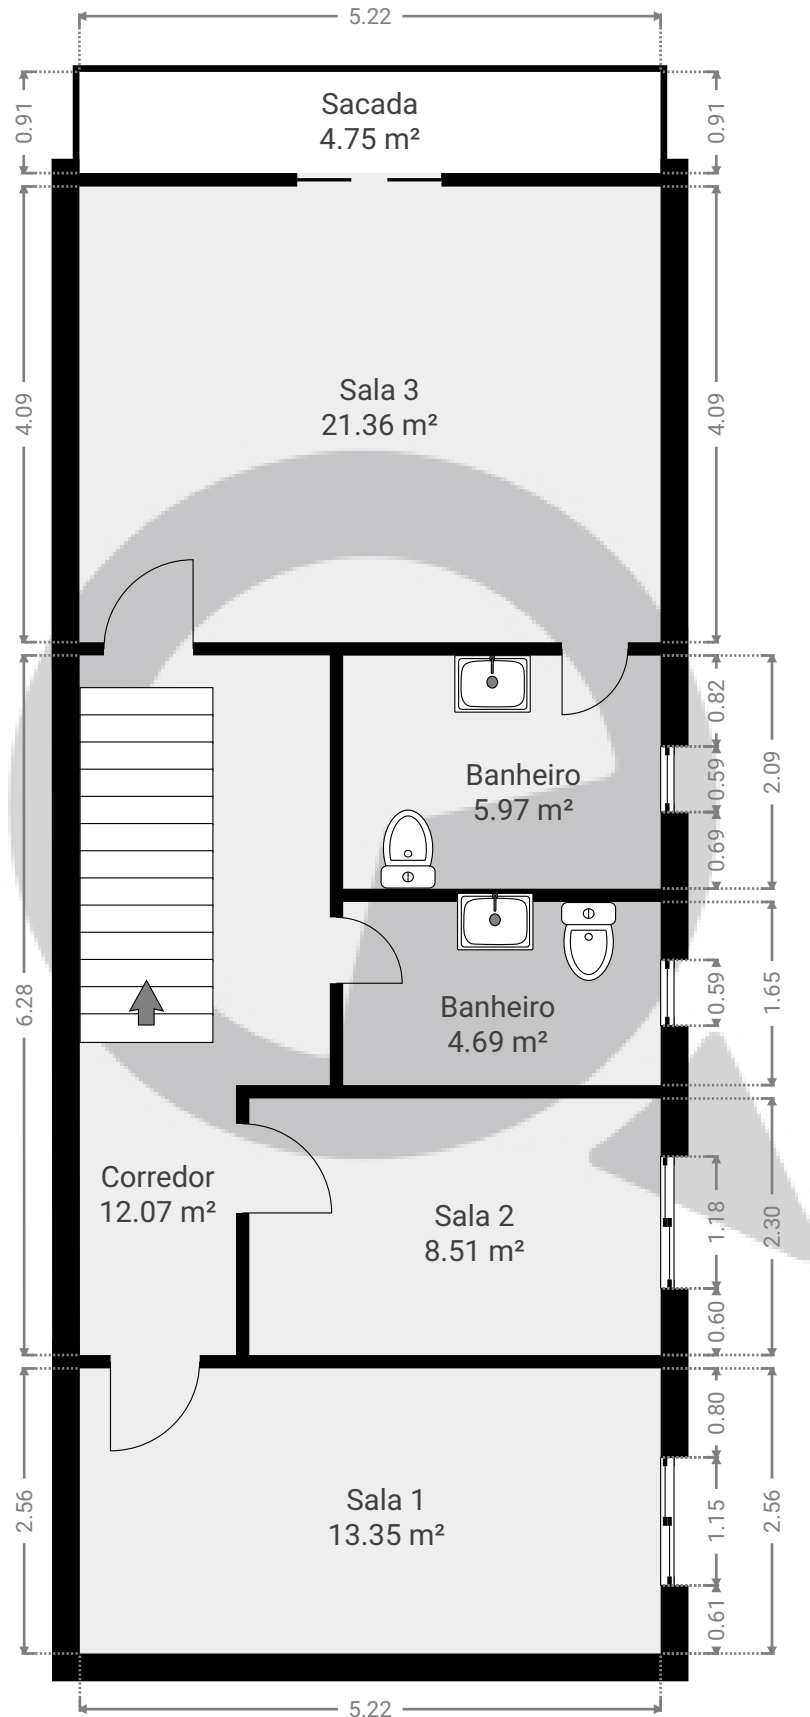 5.22
0.91
Sacada
4.75 m²
0.91
4.09
Sala 3
21.36 m²
4.09
0.82
Banheiro
5.97 m²
0.59
2.09
0.69
6.28
Banheiro
4.69 m²
0.59
1.65
Corredor
12.07 m²
Sala 2
8.51 m²
1.18
2.30
0.60
0.80
2.56
Sala 1
13.35 m²
1.15
2.56
0.61
5.22